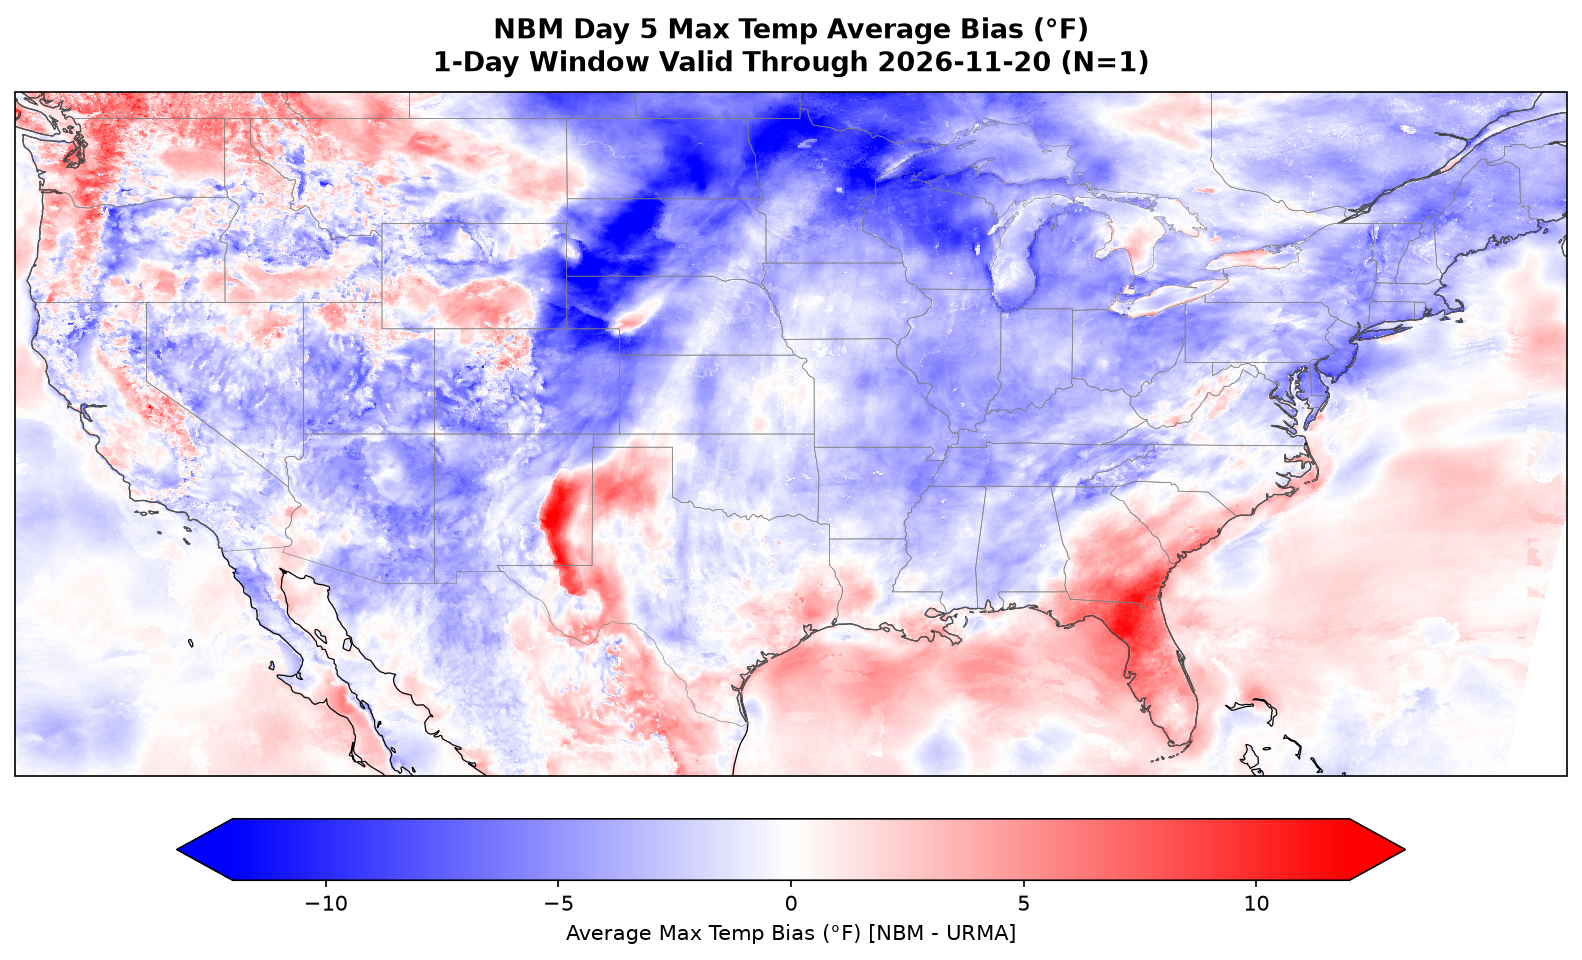 NBM Day 5 Max Temp Average Bias (°F)
1-Day Window Valid Through 2026-11-20 (N=1)
−10 −5 0 5 10
Average Max Temp Bias (°F) [NBM - URMA]